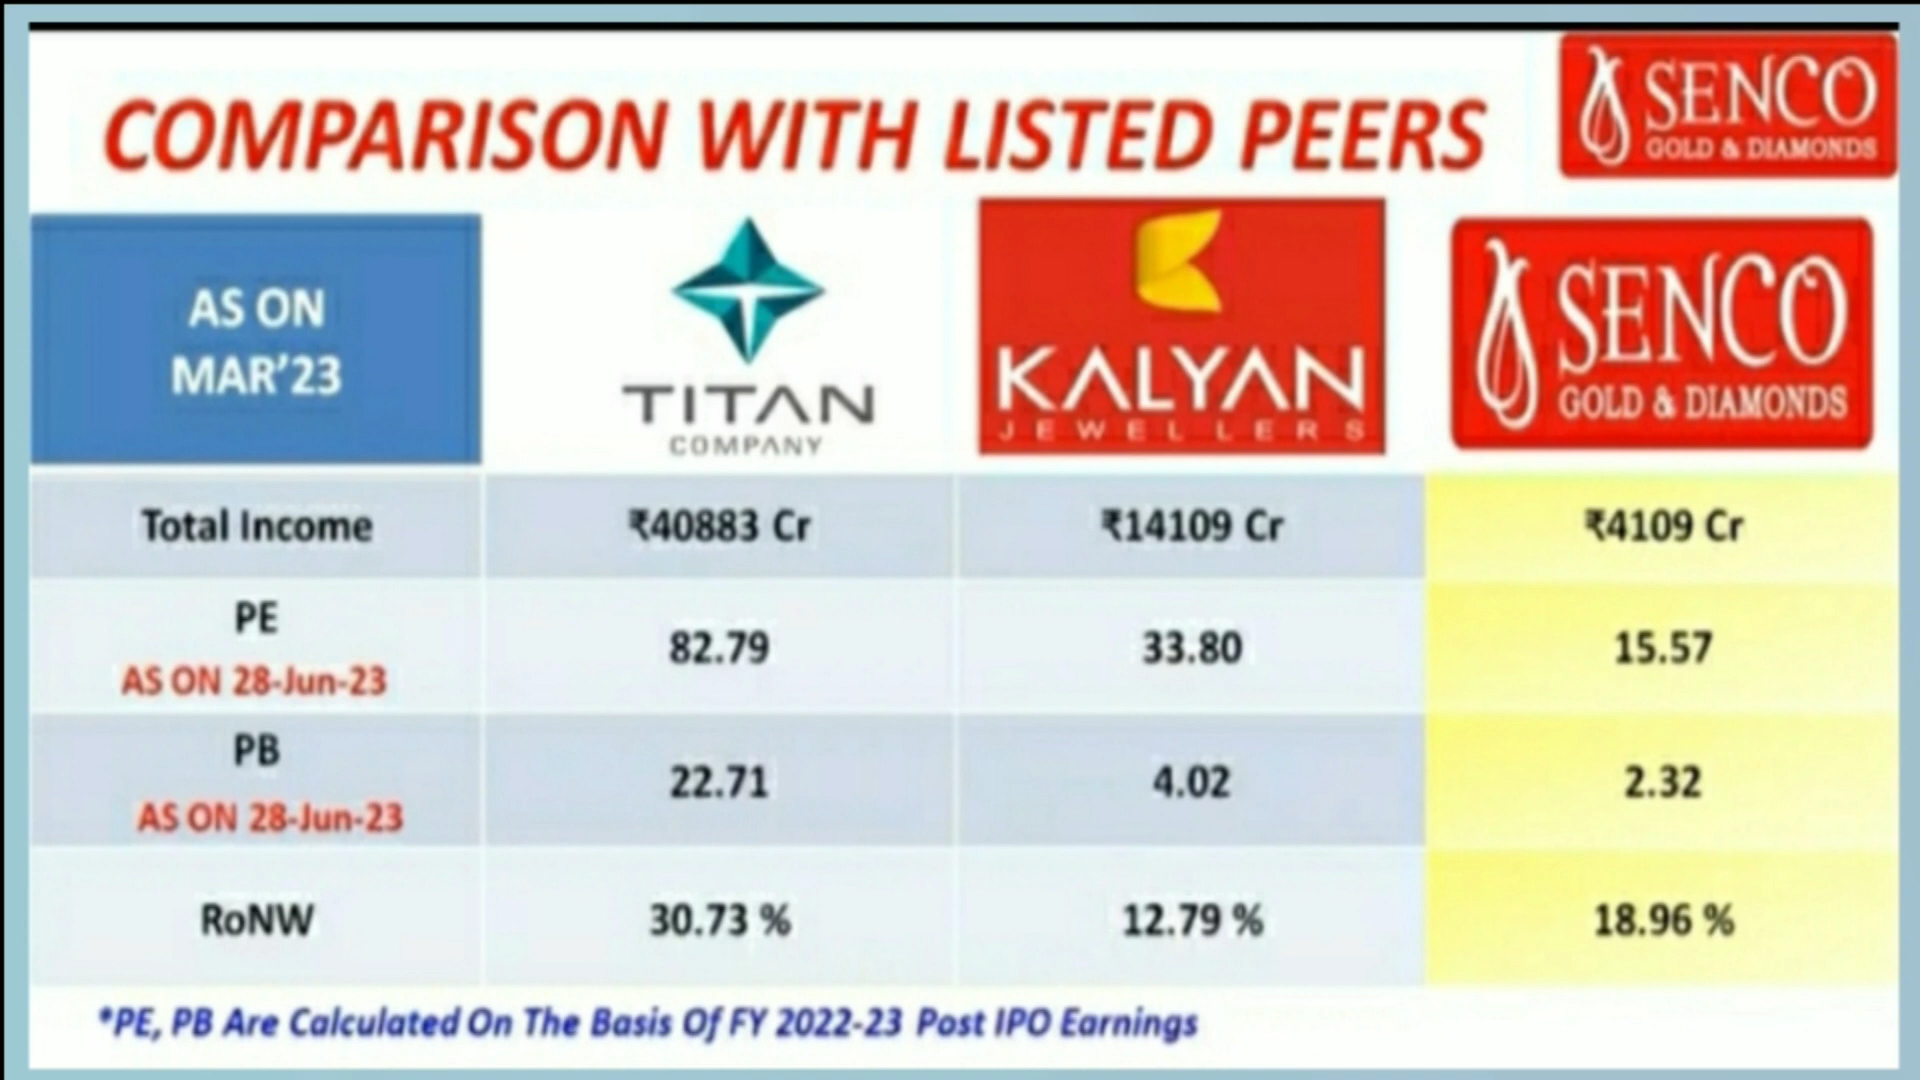 COMPARISON WITH LISTED PEERS
SENCO
GOLD & DIAMONDS
AS ON
MAR'23
TITAN
COMPANY
KALYAN
JEWELLERS
SENCO
GOLD & DIAMONDS
Total Income ₹40883 Cr ₹14109 Cr ₹4109 Cr
PE
AS ON 28-Jun-23
82.79 33.80 15.57
PB
AS ON 28-Jun-23
22.71 4.02 2.32
RoNW 30.73 % 12.79 % 18.96 %
*PE, PB Are Calculated On The Basis Of FY 2022-23 Post IPO Earnings